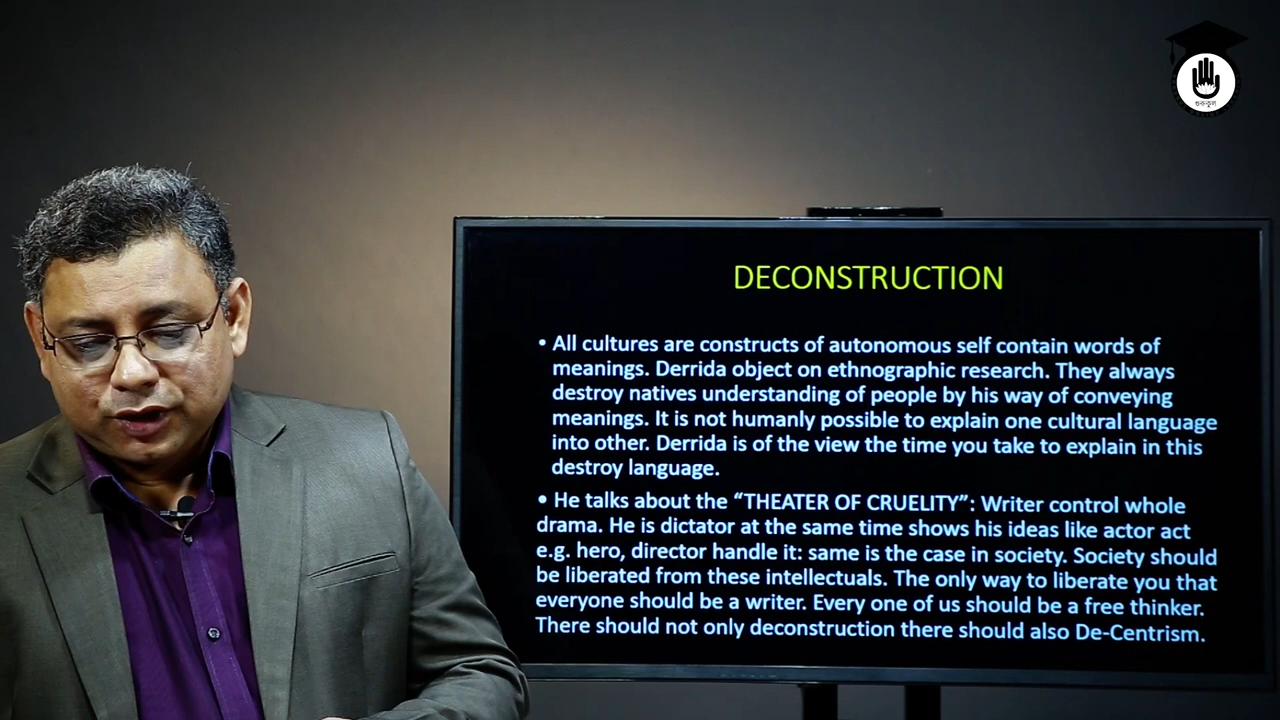 গুরুকুল
DECONSTRUCTION
• All cultures are constructs of autonomous self contain words of
meanings. Derrida object on ethnographic research. They always
destroy natives understanding of people by his way of conveying
meanings. It is not humanly possible to explain one cultural language
into other. Derrida is of the view the time you take to explain in this
destroy language.
• He talks about the “THEATER OF CRUELITY”: Writer control whole
drama. He is dictator at the same time shows his ideas like actor act
e.g. hero, director handle it: same is the case in society. Society should
be liberated from these intellectuals. The only way to liberate you that
everyone should be a writer. Every one of us should be a free thinker.
There should not only deconstruction there should also De-Centrism.